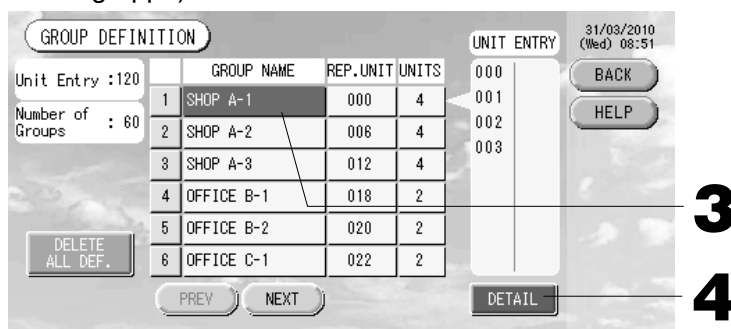 GROUP DEFINITION
UNIT ENTRY
31/03/2010
(Wed) 08:51
Unit Entry :120
Number of Groups : 60
GROUP NAME REP.UNIT UNITS
1 SHOP A-1 000 4
2 SHOP A-2 006 4
3 SHOP A-3 012 4
4 OFFICE B-1 018 2
5 OFFICE B-2 020 2
6 OFFICE C-1 022 2
000
001
002
003
BACK
HELP
3
DELETE
ALL DEF.
PREV NEXT
DETAIL
4